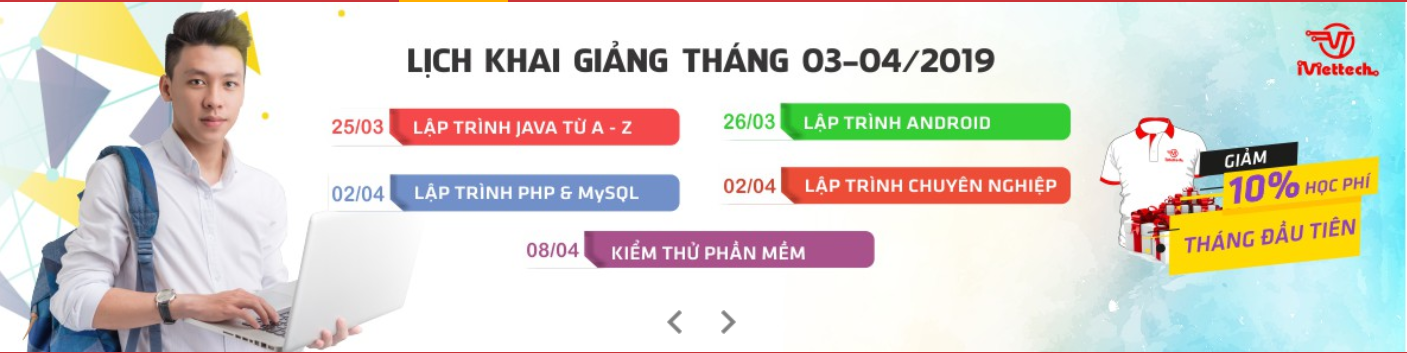 LỊCH KHAI GIẢNG THÁNG 03-04/2019
iViettech
25/03 LẬP TRÌNH JAVA TỪ A - Z
26/03 LẬP TRÌNH ANDROID
02/04 LẬP TRÌNH PHP & MySQL
02/04 LẬP TRÌNH CHUYÊN NGHIỆP
08/04 KIỂM THỬ PHẦN MỀM
GIẢM
10% HỌC PHÍ
THÁNG ĐẦU TIÊN